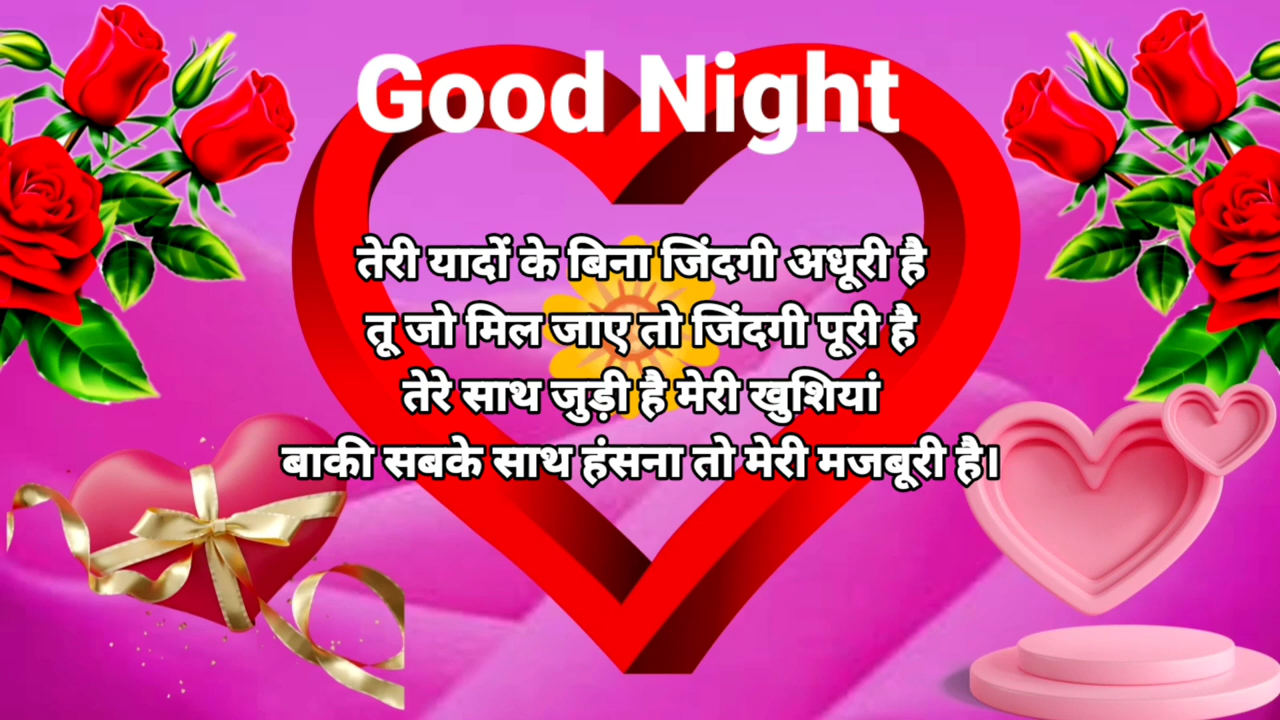 Good Night
तेरी यादों के बिना जिंदगी अधूरी है
तू जो मिल जाए तो जिंदगी पूरी है
तेरे साथ जुड़ी है मेरी खुशियां
बाकी सबके साथ हंसना तो मेरी मजबूरी है।